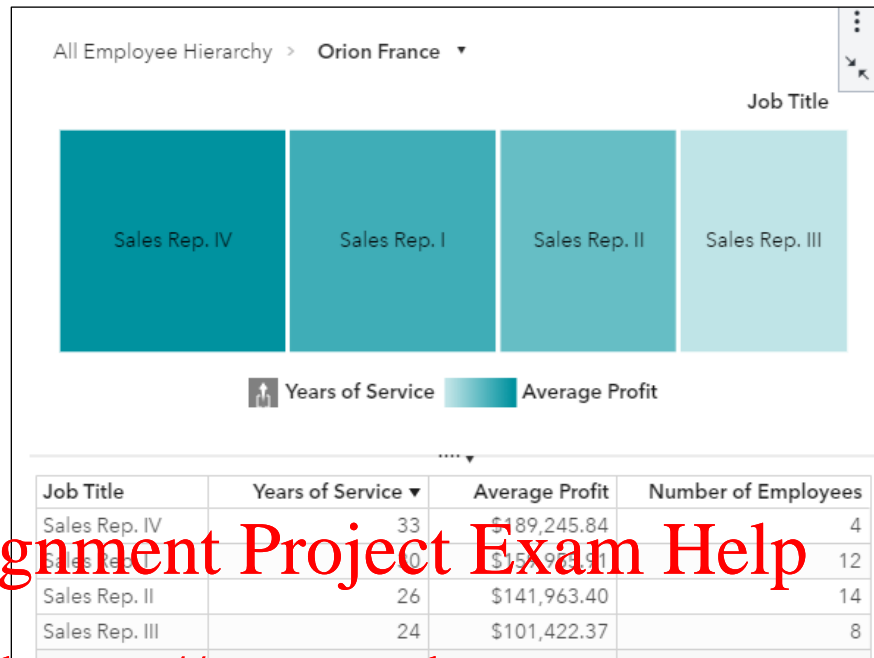 All Employee Hierarchy > Orion France ▼
Job Title
Sales Rep. IV Sales Rep. I Sales Rep. II Sales Rep. III
Years of Service Average Profit
Job Title Years of Service ▼ Average Profit Number of Employees
Sales Rep. IV 33 $189,245.84 4
gnment Project Exam Help
Sales Rep. I 12
Sales Rep. II 26 $141,963.40 14
Sales Rep. III 24 $101,422.37 8